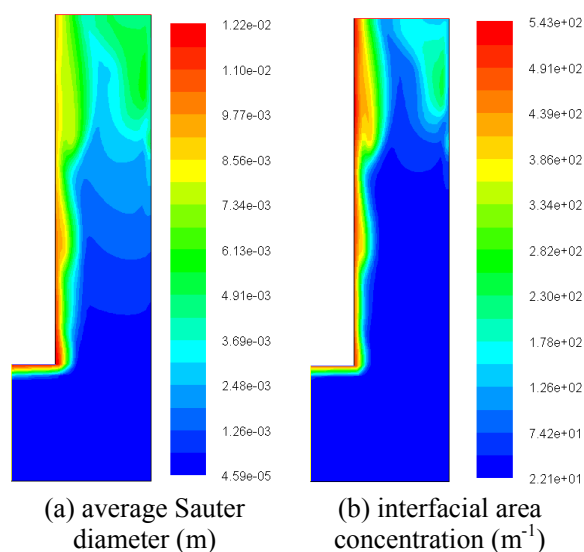 1.22e-02
1.10e-02
9.77e-03
8.56e-03
7.34e-03
6.13e-03
4.91e-03
3.69e-03
2.48e-03
1.26e-03
4.59e-05
(a) average Sauter
diameter (m)
5.43e+02
4.91e+02
4.39e+02
3.86e+02
3.34e+02
2.82e+02
2.30e+02
1.78e+02
1.26e+02
7.42e+01
2.21e+01
(b) interfacial area
concentration (m⁻¹)